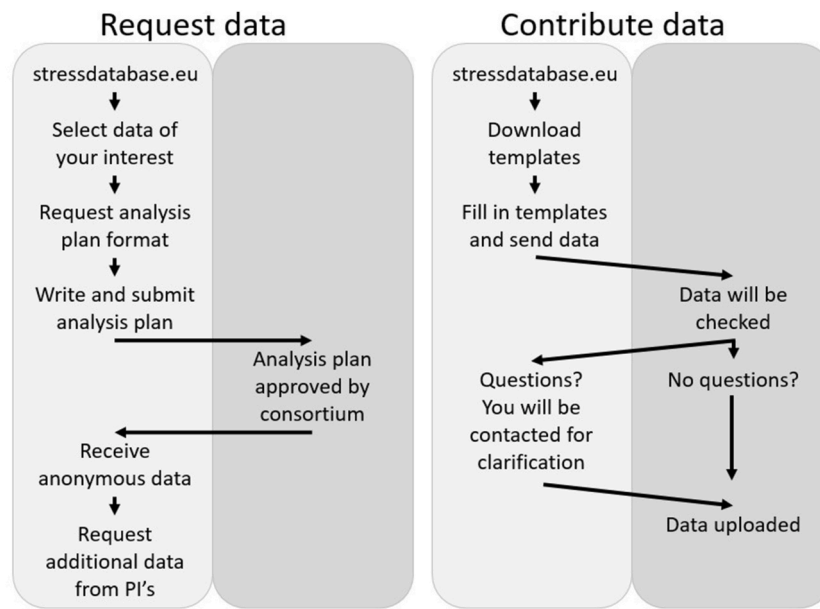 Request data
stressdatabase.eu
Select data of
your interest
Request analysis
plan format
Write and submit
analysis plan
Analysis plan
approved by
consortium
Receive
anonymous data
Request
additional data
from PI's
Contribute data
stressdatabase.eu
Download
templates
Fill in templates
and send data
Data will be
checked
Questions?
You will be
contacted for
clarification
No questions?
Data uploaded